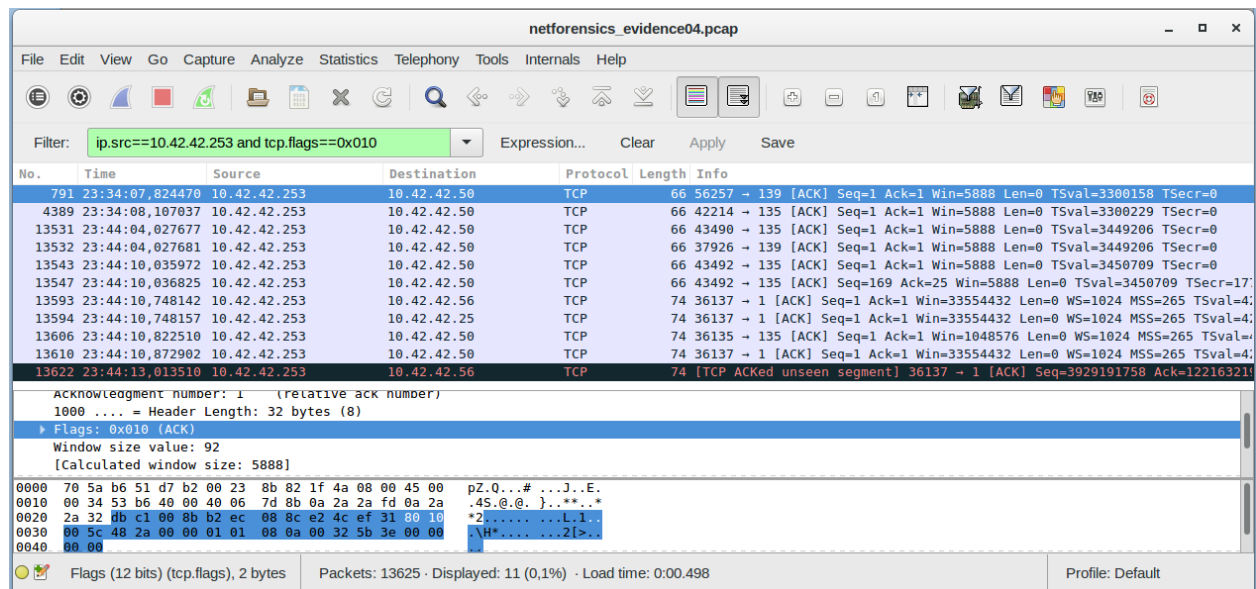 netforensics_evidence04.pcap
File Edit View Go Capture Analyze Statistics Telephony Tools Internals Help
Filter: ip.src==10.42.42.253 and tcp.flags==0x010 Expression... Clear Apply Save
No. Time Source Destination Protocol Length Info
791 23:34:07,824470 10.42.42.253 10.42.42.50 TCP 66 56257 → 139 [ACK] Seq=1 Ack=1 Win=5888 Len=0 TSval=3300158 TSecr=0
4389 23:34:08,107037 10.42.42.253 10.42.42.50 TCP 66 42214 → 135 [ACK] Seq=1 Ack=1 Win=5888 Len=0 TSval=3300229 TSecr=0
13531 23:44:04,027677 10.42.42.253 10.42.42.50 TCP 66 43490 → 135 [ACK] Seq=1 Ack=1 Win=5888 Len=0 TSval=3449206 TSecr=0
13532 23:44:04,027681 10.42.42.253 10.42.42.50 TCP 66 37926 → 139 [ACK] Seq=1 Ack=1 Win=5888 Len=0 TSval=3449206 TSecr=0
13543 23:44:10,035972 10.42.42.253 10.42.42.50 TCP 66 43492 → 135 [ACK] Seq=1 Ack=1 Win=5888 Len=0 TSval=3450709 TSecr=0
13547 23:44:10,036825 10.42.42.253 10.42.42.50 TCP 66 43492 → 135 [ACK] Seq=169 Ack=25 Win=5888 Len=0 TSval=3450709 TSecr=17
13593 23:44:10,748142 10.42.42.253 10.42.42.56 TCP 74 36137 → 1 [ACK] Seq=1 Ack=1 Win=33554432 Len=0 WS=1024 MSS=265 TSval=42
13594 23:44:10,748157 10.42.42.253 10.42.42.25 TCP 74 36137 → 1 [ACK] Seq=1 Ack=1 Win=33554432 Len=0 WS=1024 MSS=265 TSval=42
13606 23:44:10,822510 10.42.42.253 10.42.42.50 TCP 74 36135 → 135 [ACK] Seq=1 Ack=1 Win=1048576 Len=0 WS=1024 MSS=265 TSval=
13610 23:44:10,872902 10.42.42.253 10.42.42.50 TCP 74 36137 → 1 [ACK] Seq=1 Ack=1 Win=33554432 Len=0 WS=1024 MSS=265 TSval=42
13622 23:44:13,013510 10.42.42.253 10.42.42.56 TCP 74 [TCP ACKed unseen segment] 36137 → 1 [ACK] Seq=3929191758 Ack=122163219
Acknowledgment number: 1 (relative ack number)
1000 .... = Header Length: 32 bytes (8)
Flags: 0x010 (ACK)
Window size value: 92
[Calculated window size: 5888]
0000 70 5a b6 51 d7 b2 00 23 8b 82 1f 4a 08 00 45 00 pZ.Q...# ...J..E.
0010 00 34 53 b6 40 00 40 06 7d 8b 0a 2a 2a fd 0a 2a .4S.@.@. }..**..*
0020 2a 32 db c1 00 8b b2 ec 08 8c e2 4c ef 31 80 10 *2...... ...L.1..
0030 00 5c 48 2a 00 00 01 01 08 0a 00 32 5b 3e 00 00 .\H*.... ...2[>..
0040 00 00 ..
Flags (12 bits) (tcp.flags), 2 bytes Packets: 13625 · Displayed: 11 (0,1%) · Load time: 0:00.498 Profile: Default